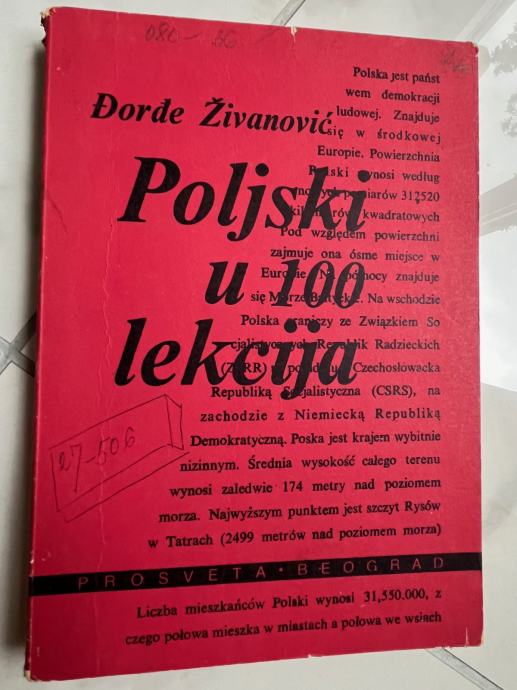 080-86
Đorđe Živanović
Poljski
u 100
lekcija
Polska jest państ
wem demokracji
ludowej. Znajduje
się w środkowej
Europie. Powierzchnia
Polski wynosi według
pomiarów 312520
kwadratowych
Pod względem powierzchni
zajmuje ona ósme miejsce w
Europie. Na północy znajduje
się Morze Bałtyckie. Na wschodzie
Polska graniczy ze Związkiem So
cjalistycznych Republik Radzieckich
(ZSRR) Czechosłowacka
Republiką Socjalistyczna (CSRS), na
zachodzie z Niemiecką Republiką
Demokratyczną. Poska jest krajem wybitnie
nizinnym. Średnia wysokość całego terenu
wynosi zaledwie 174 metry nad poziomem
morza. Najwyższym punktem jest szczyt Rysów
w Tatrach (2499 metrów nad poziomem morza)
27-506
PROSVETA • BEOGRAD
Liczba mieszkańców Polski wynosi 31,550.000, z
czego połowa mieszka w miastach a połowa we wsiach